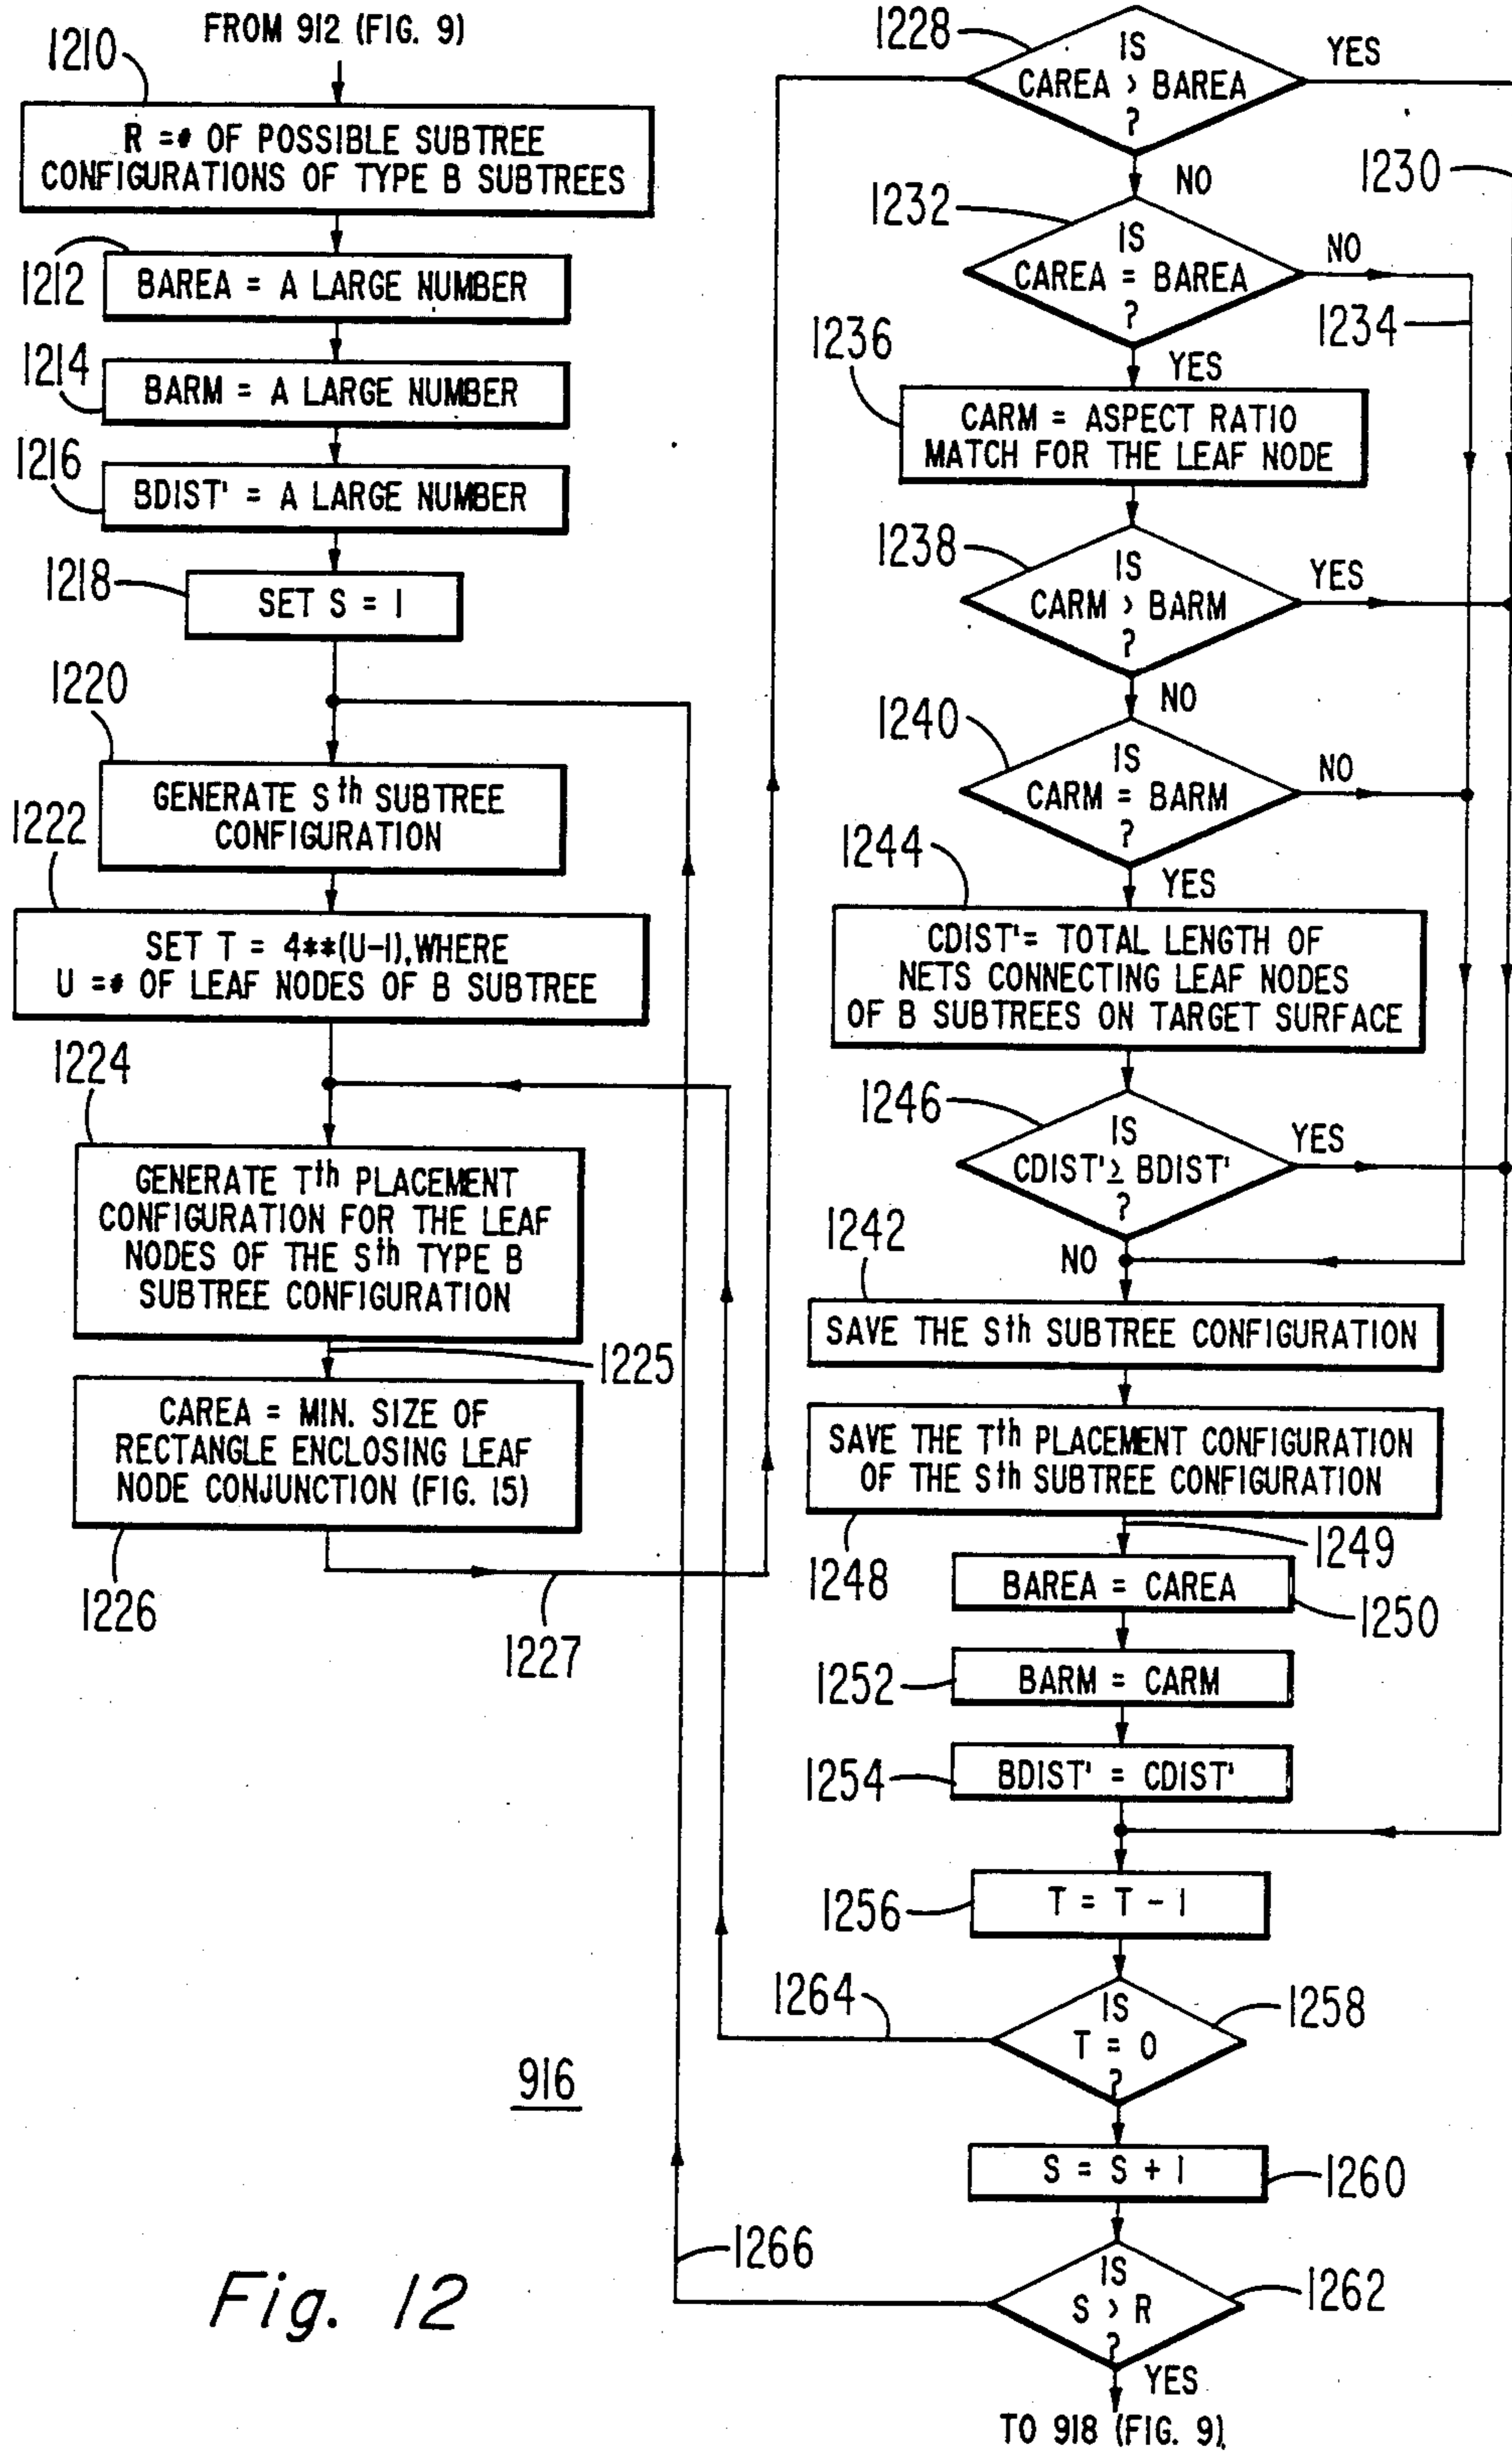 FROM 912 (FIG. 9)
1210
R = # OF POSSIBLE SUBTREE
CONFIGURATIONS OF TYPE B SUBTREES
1212
BAREA = A LARGE NUMBER
1214
BARM = A LARGE NUMBER
1216
BDIST' = A LARGE NUMBER
1218
SET S = 1
1220
GENERATE Sth SUBTREE
CONFIGURATION
1222
SET T = 4**(U-1), WHERE
U = # OF LEAF NODES OF B SUBTREE
1224
GENERATE Tth PLACEMENT
CONFIGURATION FOR THE LEAF
NODES OF THE Sth TYPE B
SUBTREE CONFIGURATION
1225
CAREA = MIN. SIZE OF
RECTANGLE ENCLOSING LEAF
NODE CONJUNCTION (FIG. 15)
1226
1227
1228
IS
CAREA > BAREA
?
YES
NO
1230
1232
IS
CAREA = BAREA
?
NO
1234
YES
1236
CARM = ASPECT RATIO
MATCH FOR THE LEAF NODE
1238
IS
CARM > BARM
?
YES
NO
1240
IS
CARM = BARM
?
NO
YES
1244
CDIST' = TOTAL LENGTH OF
NETS CONNECTING LEAF NODES
OF B SUBTREES ON TARGET SURFACE
1246
IS
CDIST' ≥ BDIST'
?
YES
NO
1242
SAVE THE Sth SUBTREE CONFIGURATION
SAVE THE Tth PLACEMENT CONFIGURATION
OF THE Sth SUBTREE CONFIGURATION
1248
1249
BAREA = CAREA
1250
1252
BARM = CARM
1254
BDIST' = CDIST'
1256
T = T - 1
1264
IS
T = 0
?
1258
916
S = S + 1
1260
1266
IS
S > R
?
1262
YES
TO 918 (FIG. 9)
Fig. 12